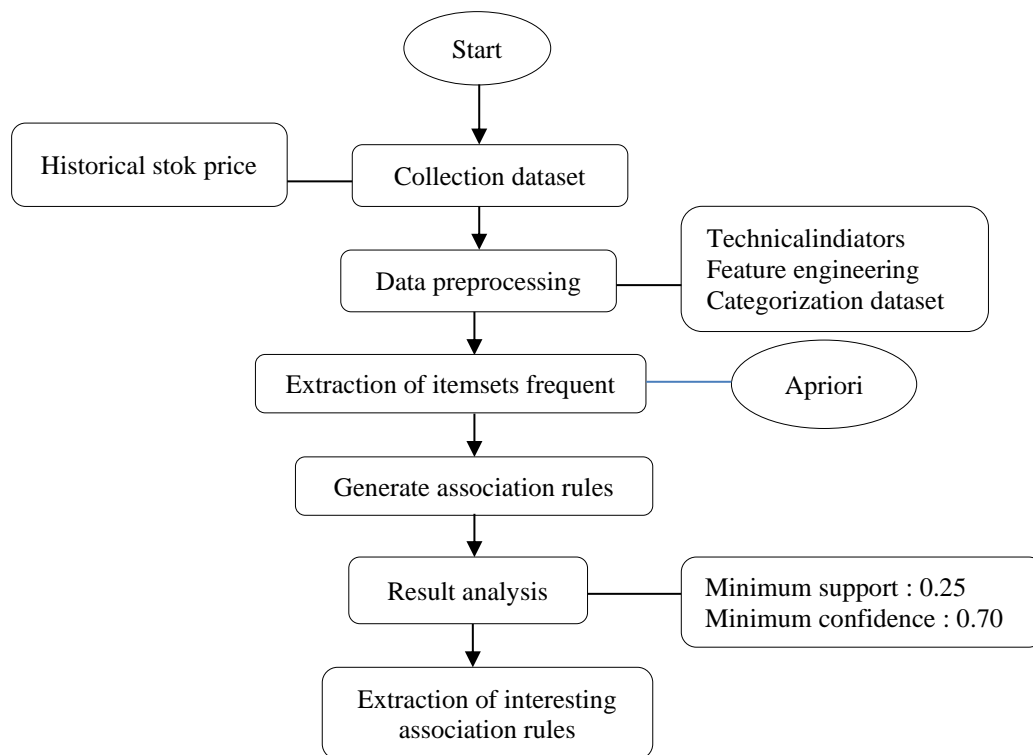 Start
Historical stok price
Collection dataset
Data preprocessing
Technicalindiators
Feature engineering
Categorization dataset
Extraction of itemsets frequent
Apriori
Generate association rules
Result analysis
Minimum support : 0.25
Minimum confidence : 0.70
Extraction of interesting
association rules